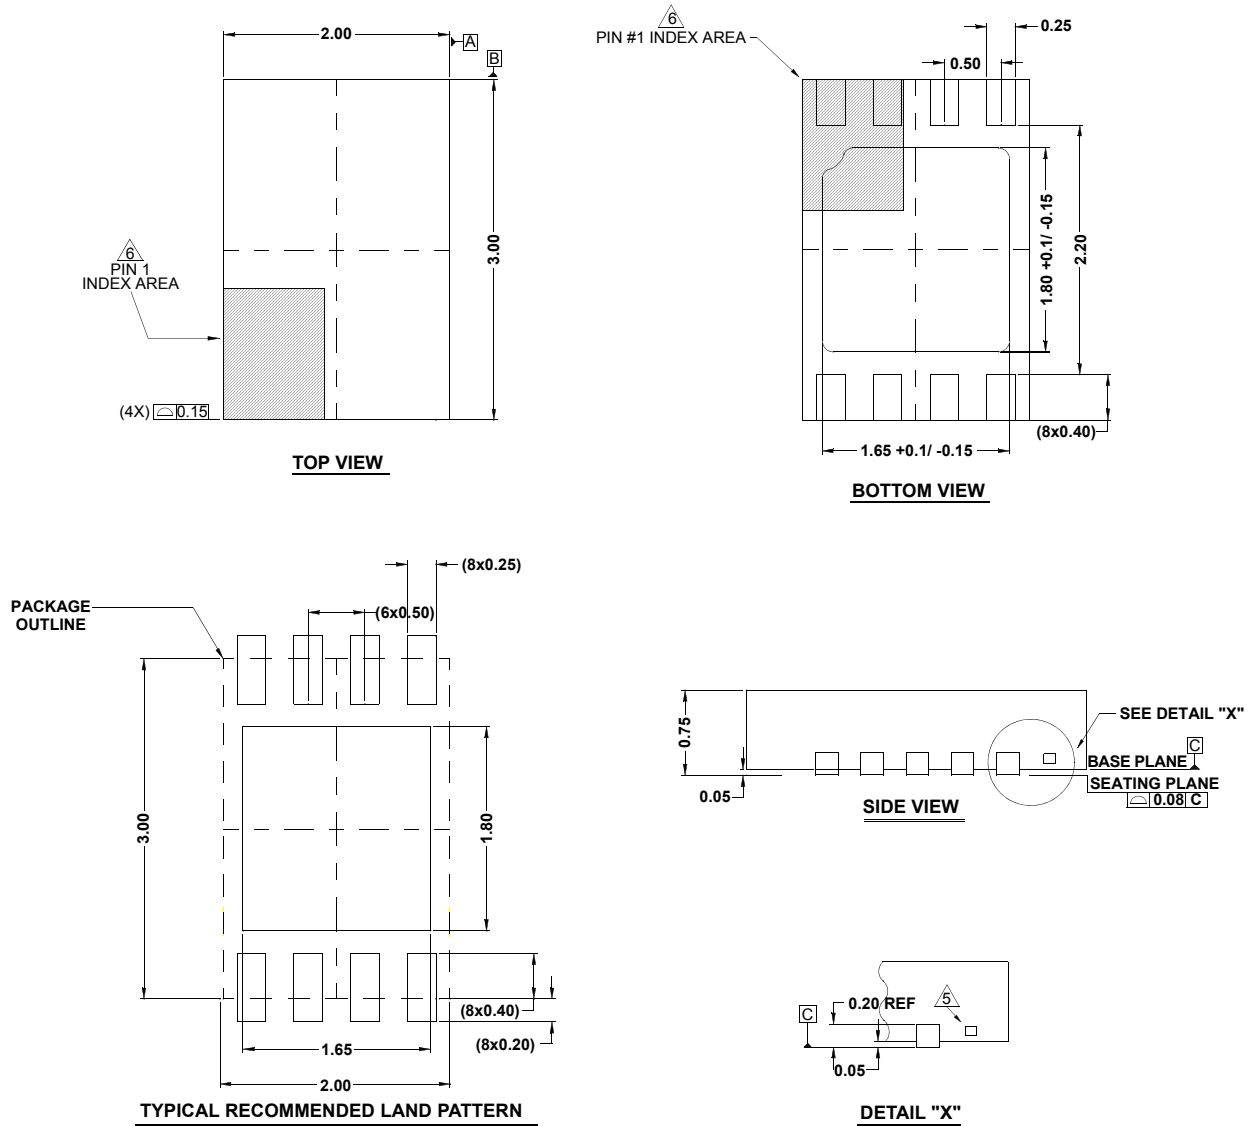 2.00
A
B
3.00
6
PIN 1
INDEX AREA
(4X) 0.15
TOP VIEW
6
PIN #1 INDEX AREA
0.25
0.50
1.80 +0.1/ -0.15
2.20
(8x0.40)
1.65 +0.1/ -0.15
BOTTOM VIEW
(8x0.25)
PACKAGE
OUTLINE
(6x0.50)
3.00
1.80
(8x0.40)
(8x0.20)
1.65
2.00
TYPICAL RECOMMENDED LAND PATTERN
0.75
SEE DETAIL "X"
C
BASE PLANE
SEATING PLANE
0.08 C
0.05
SIDE VIEW
0.20 REF
5
C
0.05
DETAIL "X"